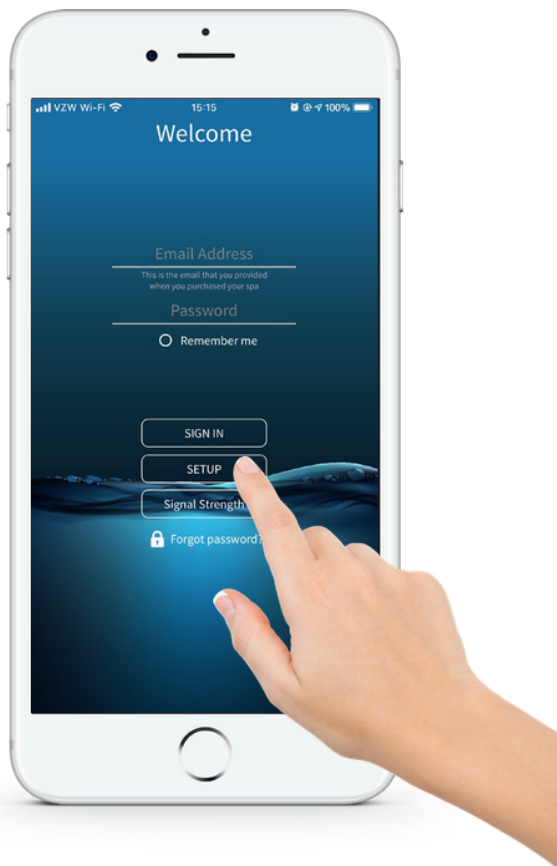 VZW Wi-Fi 15:15 100%
Welcome
Email Address
This is the email that you provided
when you purchased your spa
Password
Remember me
SIGN IN
SETUP
Signal Strength
Forgot password?